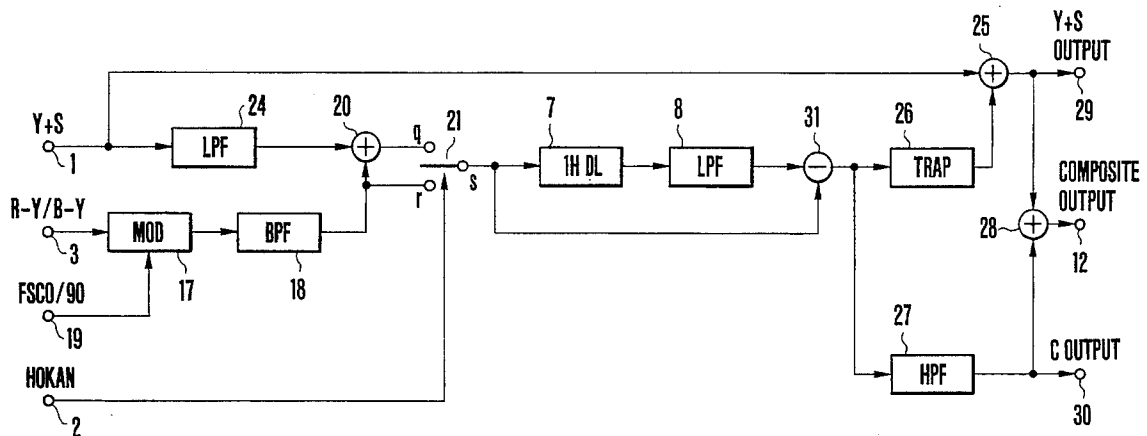 25
Y+S
OUTPUT
29
Y+S
1
24
LPF
20
q
21
r
s
7
1H DL
8
LPF
31
26
TRAP
COMPOSITE
OUTPUT
28
12
R-Y/B-Y
3
MOD
17
BPF
18
FSC0/90
19
27
HPF
C OUTPUT
30
HOKAN
2